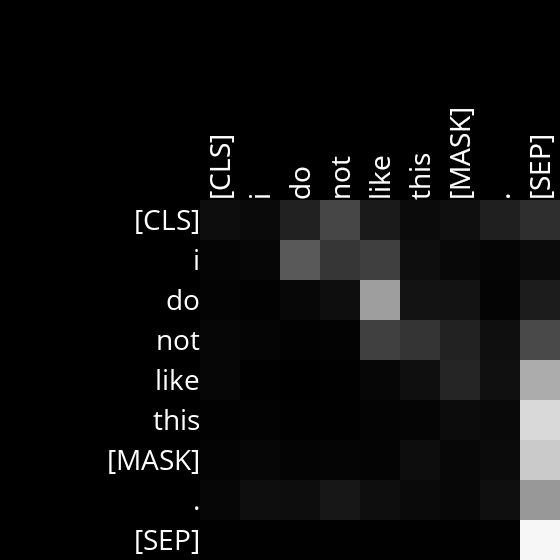 [CLS] i do not like this [MASK] . [SEP]
[CLS]
i
do
not
like
this
[MASK]
.
[SEP]